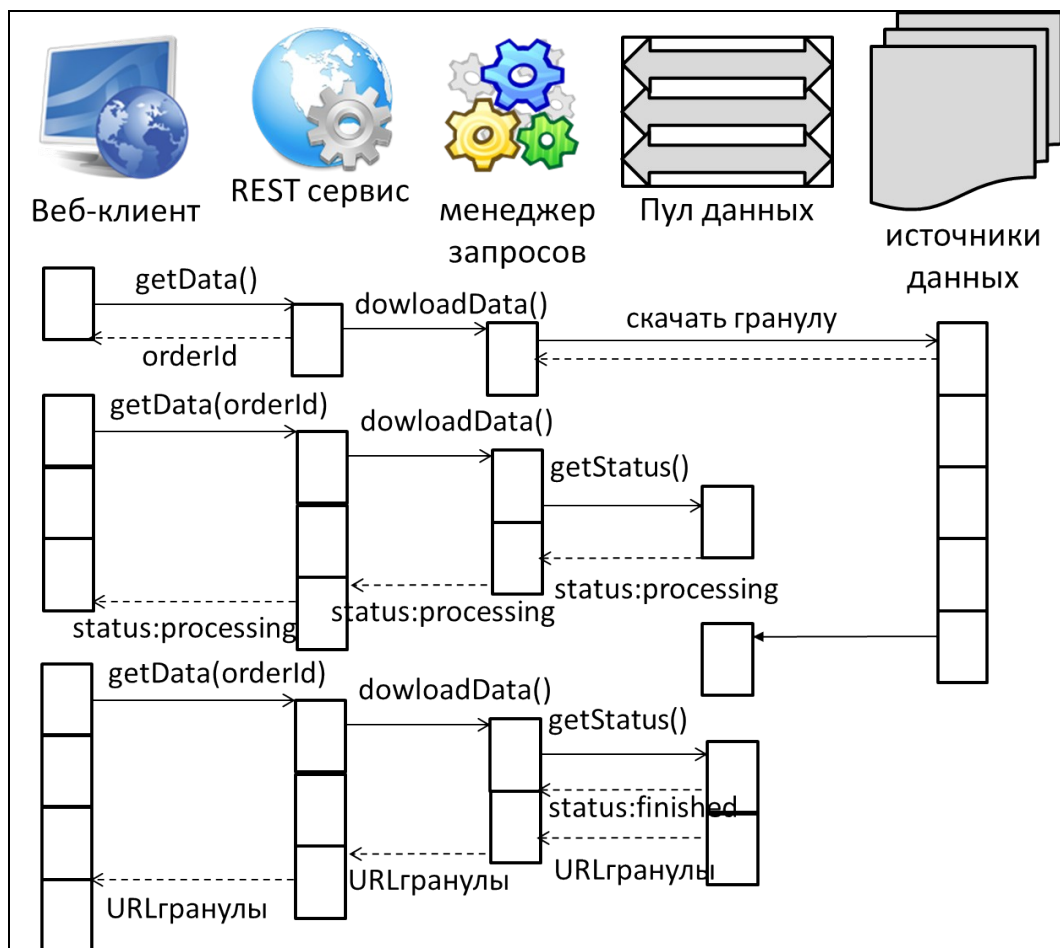 Веб-клиент
REST сервис
менеджер
запросов
Пул данных
источники
данных
getData()
dowloadData()
скачать гранулу
orderId
getData(orderId)
dowloadData()
getStatus()
status:processing
status:processing
status:processing
getData(orderId)
dowloadData()
getStatus()
status:finished
URLгранулы
URLгранулы
URLгранулы